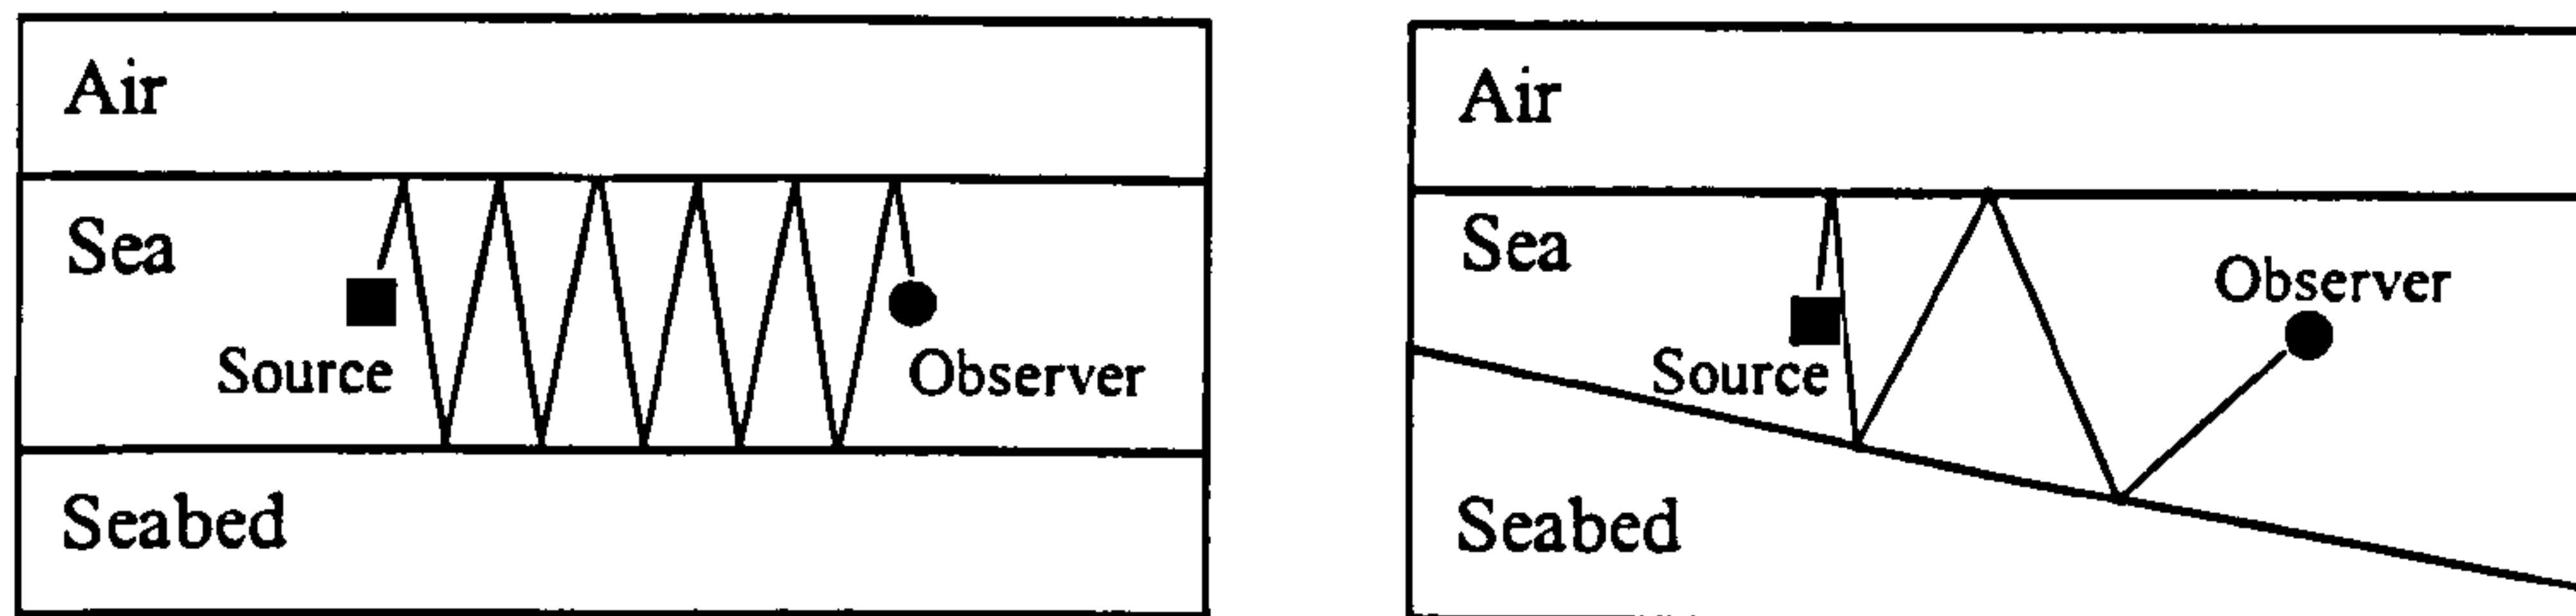 Air
Sea
Source
Observer
Seabed
Air
Sea
Observer
Source
Seabed